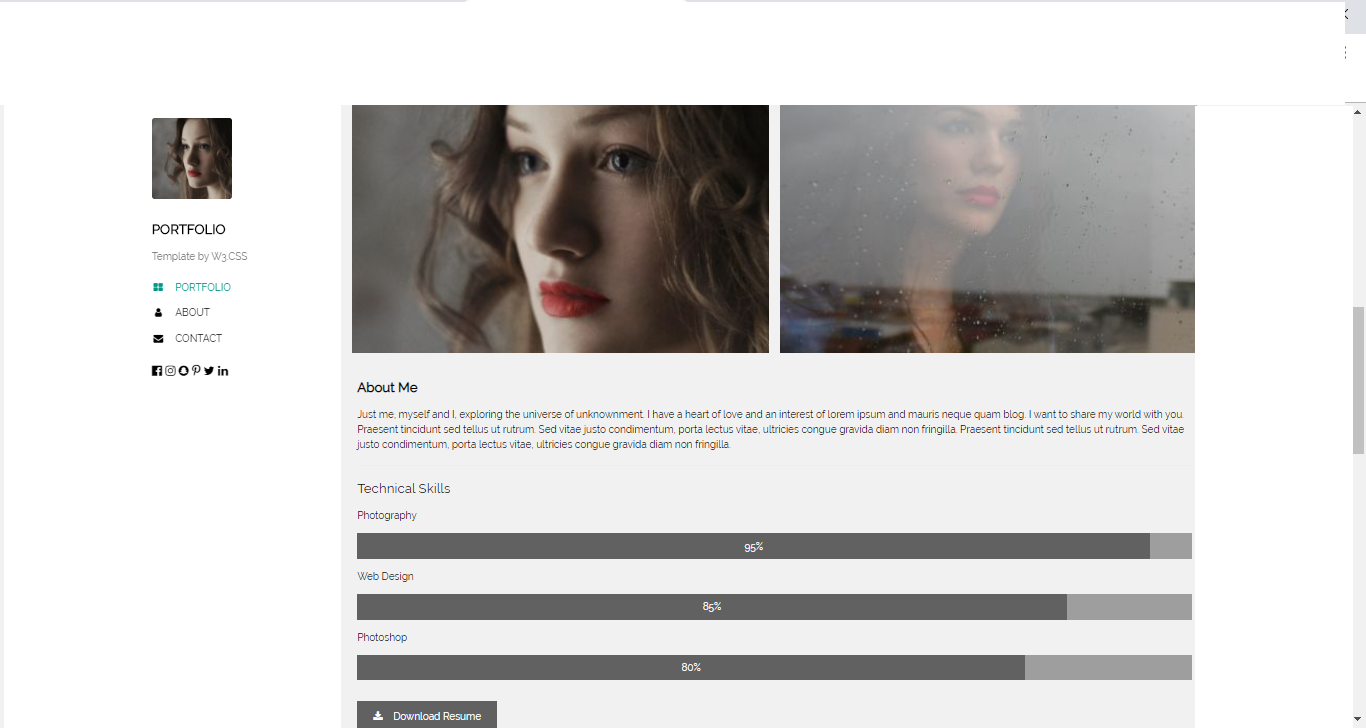 PORTFOLIO
Template by W3.CSS
PORTFOLIO
ABOUT
CONTACT
About Me
Just me, myself and I, exploring the universe of unknownment. I have a heart of love and an interest of lorem ipsum and mauris neque quam blog. I want to share my world with you.
Praesent tincidunt sed tellus ut rutrum. Sed vitae justo condimentum, porta lectus vitae, ultricies congue gravida diam non fringilla. Praesent tincidunt sed tellus ut rutrum. Sed vitae
justo condimentum, porta lectus vitae, ultricies congue gravida diam non fringilla.
Technical Skills
Photography
95%
Web Design
85%
Photoshop
80%
Download Resume